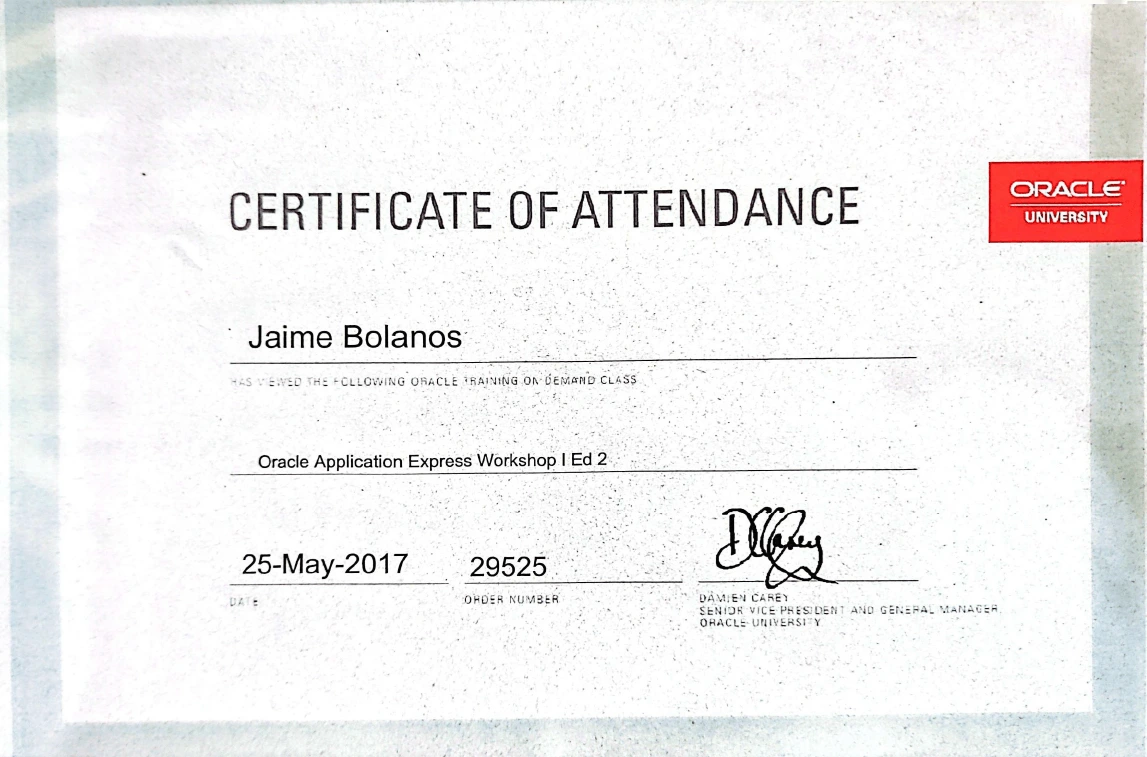 CERTIFICATE OF ATTENDANCE
ORACLE®
UNIVERSITY
Jaime Bolanos
HAS VIEWED THE FOLLOWING ORACLE TRAINING ON DEMAND CLASS
Oracle Application Express Workshop I Ed 2
25-May-2017
29525
DATE
ORDER NUMBER
DAMIEN CAREY
SENIOR VICE PRESIDENT AND GENERAL MANAGER,
ORACLE UNIVERSITY